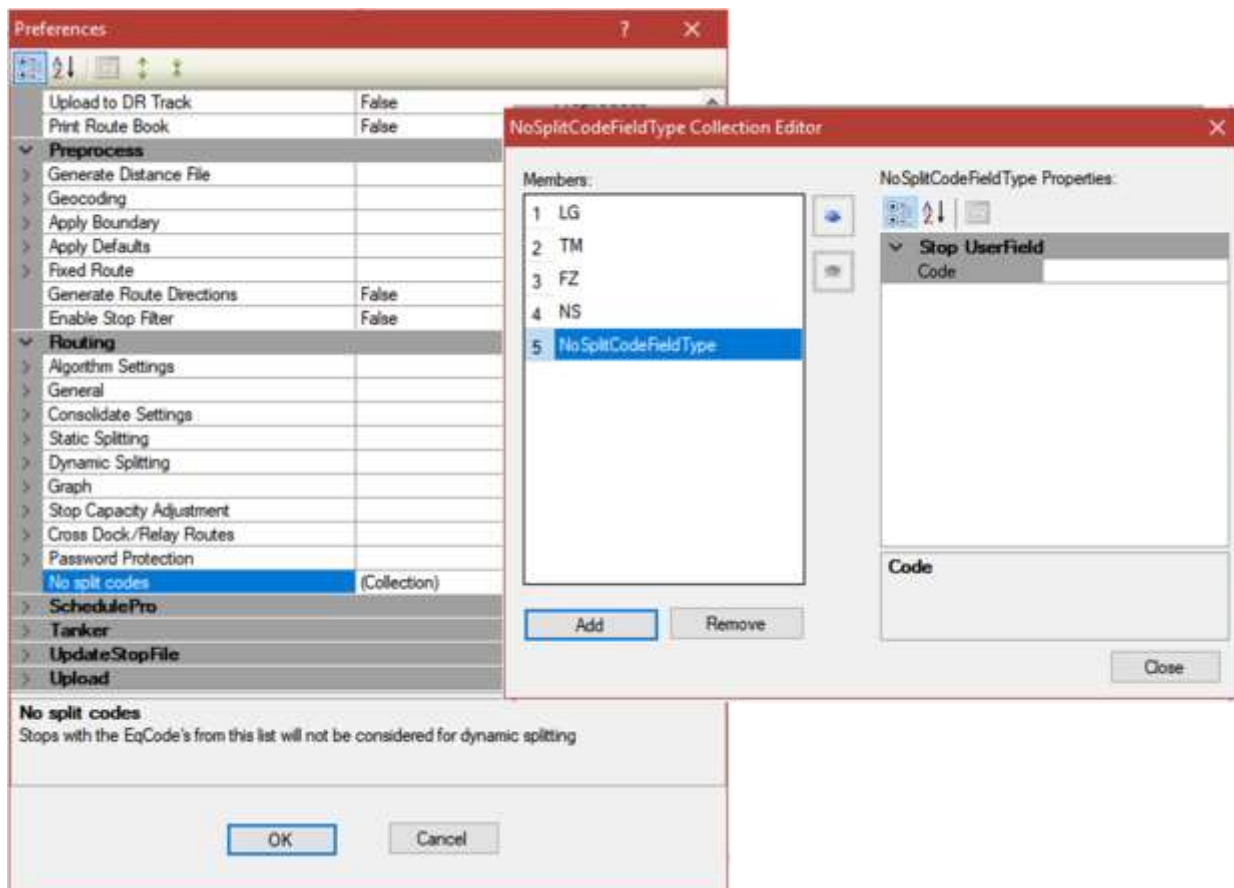 Preferences
?
Upload to DR Track False
Print Route Book False
Preprocess
Generate Distance File
Geocoding
Apply Boundary
Apply Defaults
Fixed Route
Generate Route Directions False
Enable Stop Filter False
Routing
Algorithm Settings
General
Consolidate Settings
Static Splitting
Dynamic Splitting
Graph
Stop Capacity Adjustment
Cross Dock/Relay Routes
Password Protection
No split codes (Collection)
SchedulePro
Tanker
UpdateStopFile
Upload
No split codes
Stops with the EqCode's from this list will not be considered for dynamic splitting
OK Cancel
NoSplitCodeFieldType Collection Editor
Members:
1 LG
2 TM
3 FZ
4 NS
5 NoSplitCodeFieldType
Add Remove
NoSplitCodeFieldType Properties:
Stop UserField
Code
Code
Close